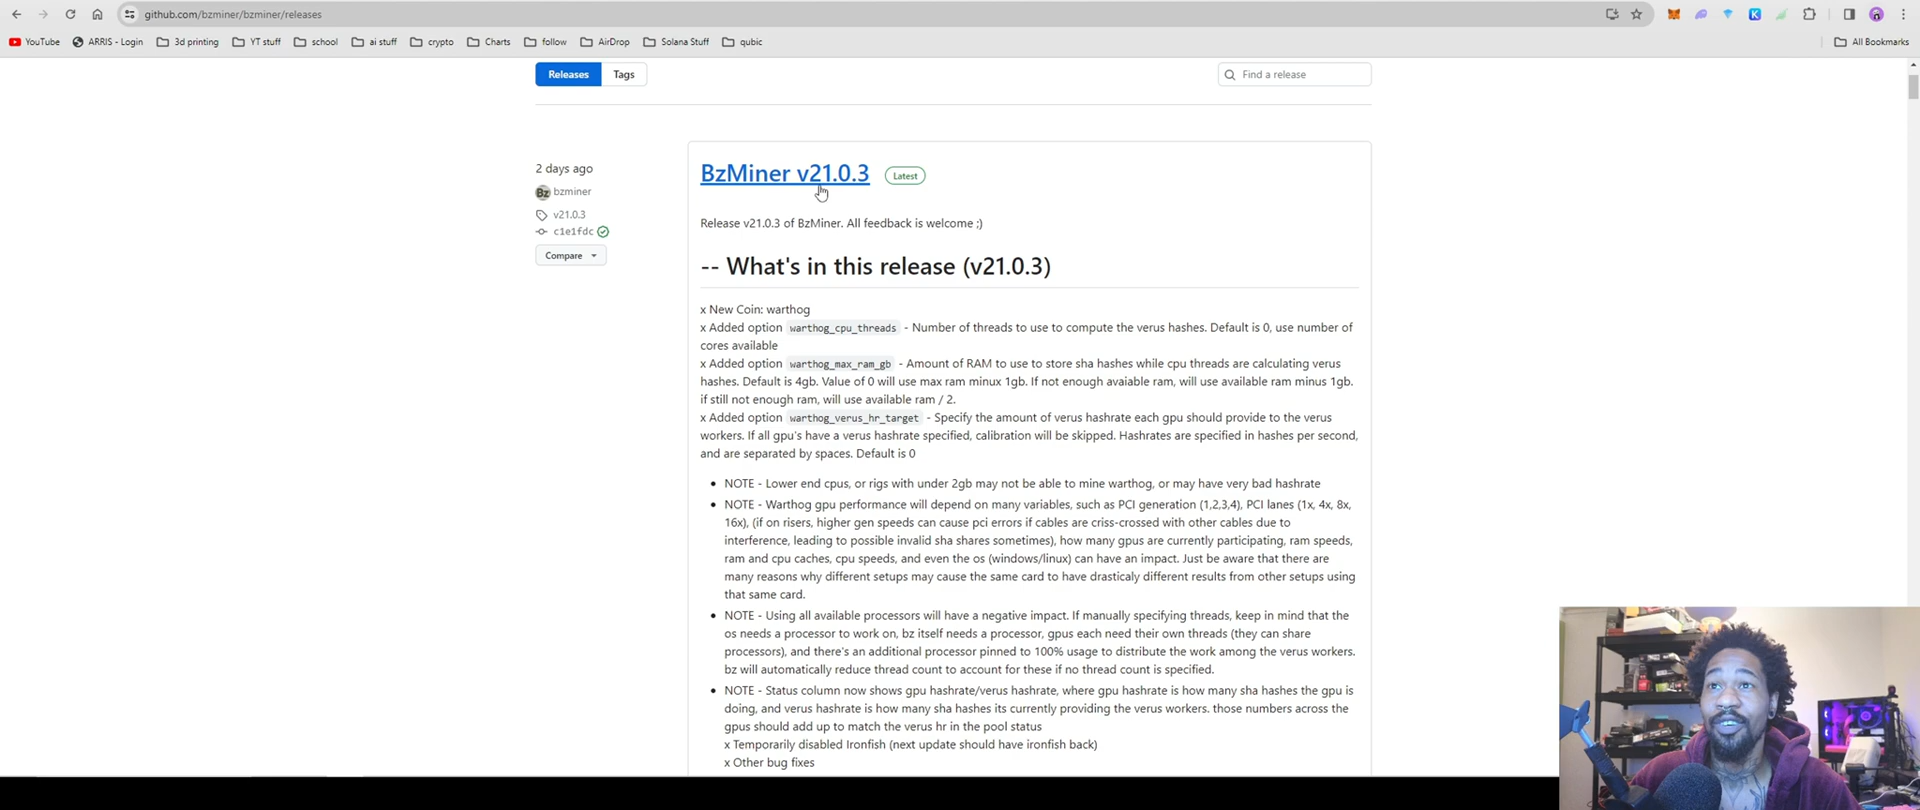 github.com/bzminer/bzminer/releases
YouTube ARRIS - Login 3d printing YT stuff school ai stuff crypto Charts follow AirDrop Solana Stuff qubic All Bookmarks
Releases Tags Find a release
2 days ago
bzminer
v21.0.3
c1e1fdc
Compare
BzMiner v21.0.3 Latest
Release v21.0.3 of BzMiner. All feedback is welcome ;)
-- What's in this release (v21.0.3)
x New Coin: warthog
x Added option warthog_cpu_threads - Number of threads to use to compute the verus hashes. Default is 0, use number of
cores available
x Added option warthog_max_ram_gb - Amount of RAM to use to store sha hashes while cpu threads are calculating verus
hashes. Default is 4gb. Value of 0 will use max ram minux 1gb. If not enough avaiable ram, will use available ram minus 1gb.
if still not enough ram, will use available ram / 2.
x Added option warthog_verus_hr_target - Specify the amount of verus hashrate each gpu should provide to the verus
workers. If all gpu's have a verus hashrate specified, calibration will be skipped. Hashrates are specified in hashes per second,
and are separated by spaces. Default is 0
• NOTE - Lower end cpus, or rigs with under 2gb may not be able to mine warthog, or may have very bad hashrate
• NOTE - Warthog gpu performance will depend on many variables, such as PCI generation (1,2,3,4), PCI lanes (1x, 4x, 8x,
16x), (if on risers, higher gen speeds can cause pci errors if cables are criss-crossed with other cables due to
interference, leading to possible invalid sha shares sometimes), how many gpus are currently participating, ram speeds,
ram and cpu caches, cpu speeds, and even the os (windows/linux) can have an impact. Just be aware that there are
many reasons why different setups may cause the same card to have drasticaly different results from other setups using
that same card.
• NOTE - Using all available processors will have a negative impact. If manually specifying threads, keep in mind that the
os needs a processor to work on, bz itself needs a processor, gpus each need their own threads (they can share
processors), and there's an additional processor pinned to 100% usage to distribute the work among the verus workers.
bz will automatically reduce thread count to account for these if no thread count is specified.
• NOTE - Status column now shows gpu hashrate/verus hashrate, where gpu hashrate is how many sha hashes the gpu is
doing, and verus hashrate is how many sha hashes its currently providing the verus workers. those numbers across the
gpus should add up to match the verus hr in the pool status
x Temporarily disabled Ironfish (next update should have ironfish back)
x Other bug fixes